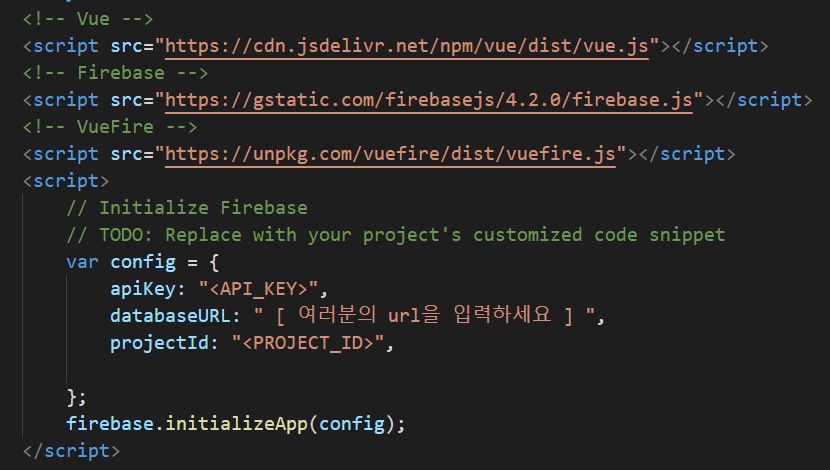 <!-- Vue -->
<script src="https://cdn.jsdelivr.net/npm/vue/dist/vue.js"></script>
<!-- Firebase -->
<script src="https://gstatic.com/firebasejs/4.2.0/firebase.js"></script>
<!-- VueFire -->
<script src="https://unpkg.com/vuefire/dist/vuefire.js"></script>
<script>
    // Initialize Firebase
    // TODO: Replace with your project's customized code snippet
    var config = {
        apiKey: "<API_KEY>",
        databaseURL: " [ 여러분의 url을 입력하세요 ] ",
        projectId: "<PROJECT_ID>",
    };
    firebase.initializeApp(config);
</script>